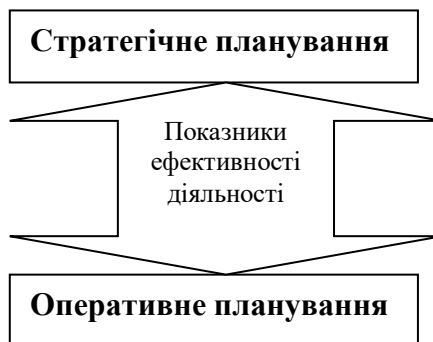 Стратегічне планування
Показники
ефективності
діяльності
Оперативне планування